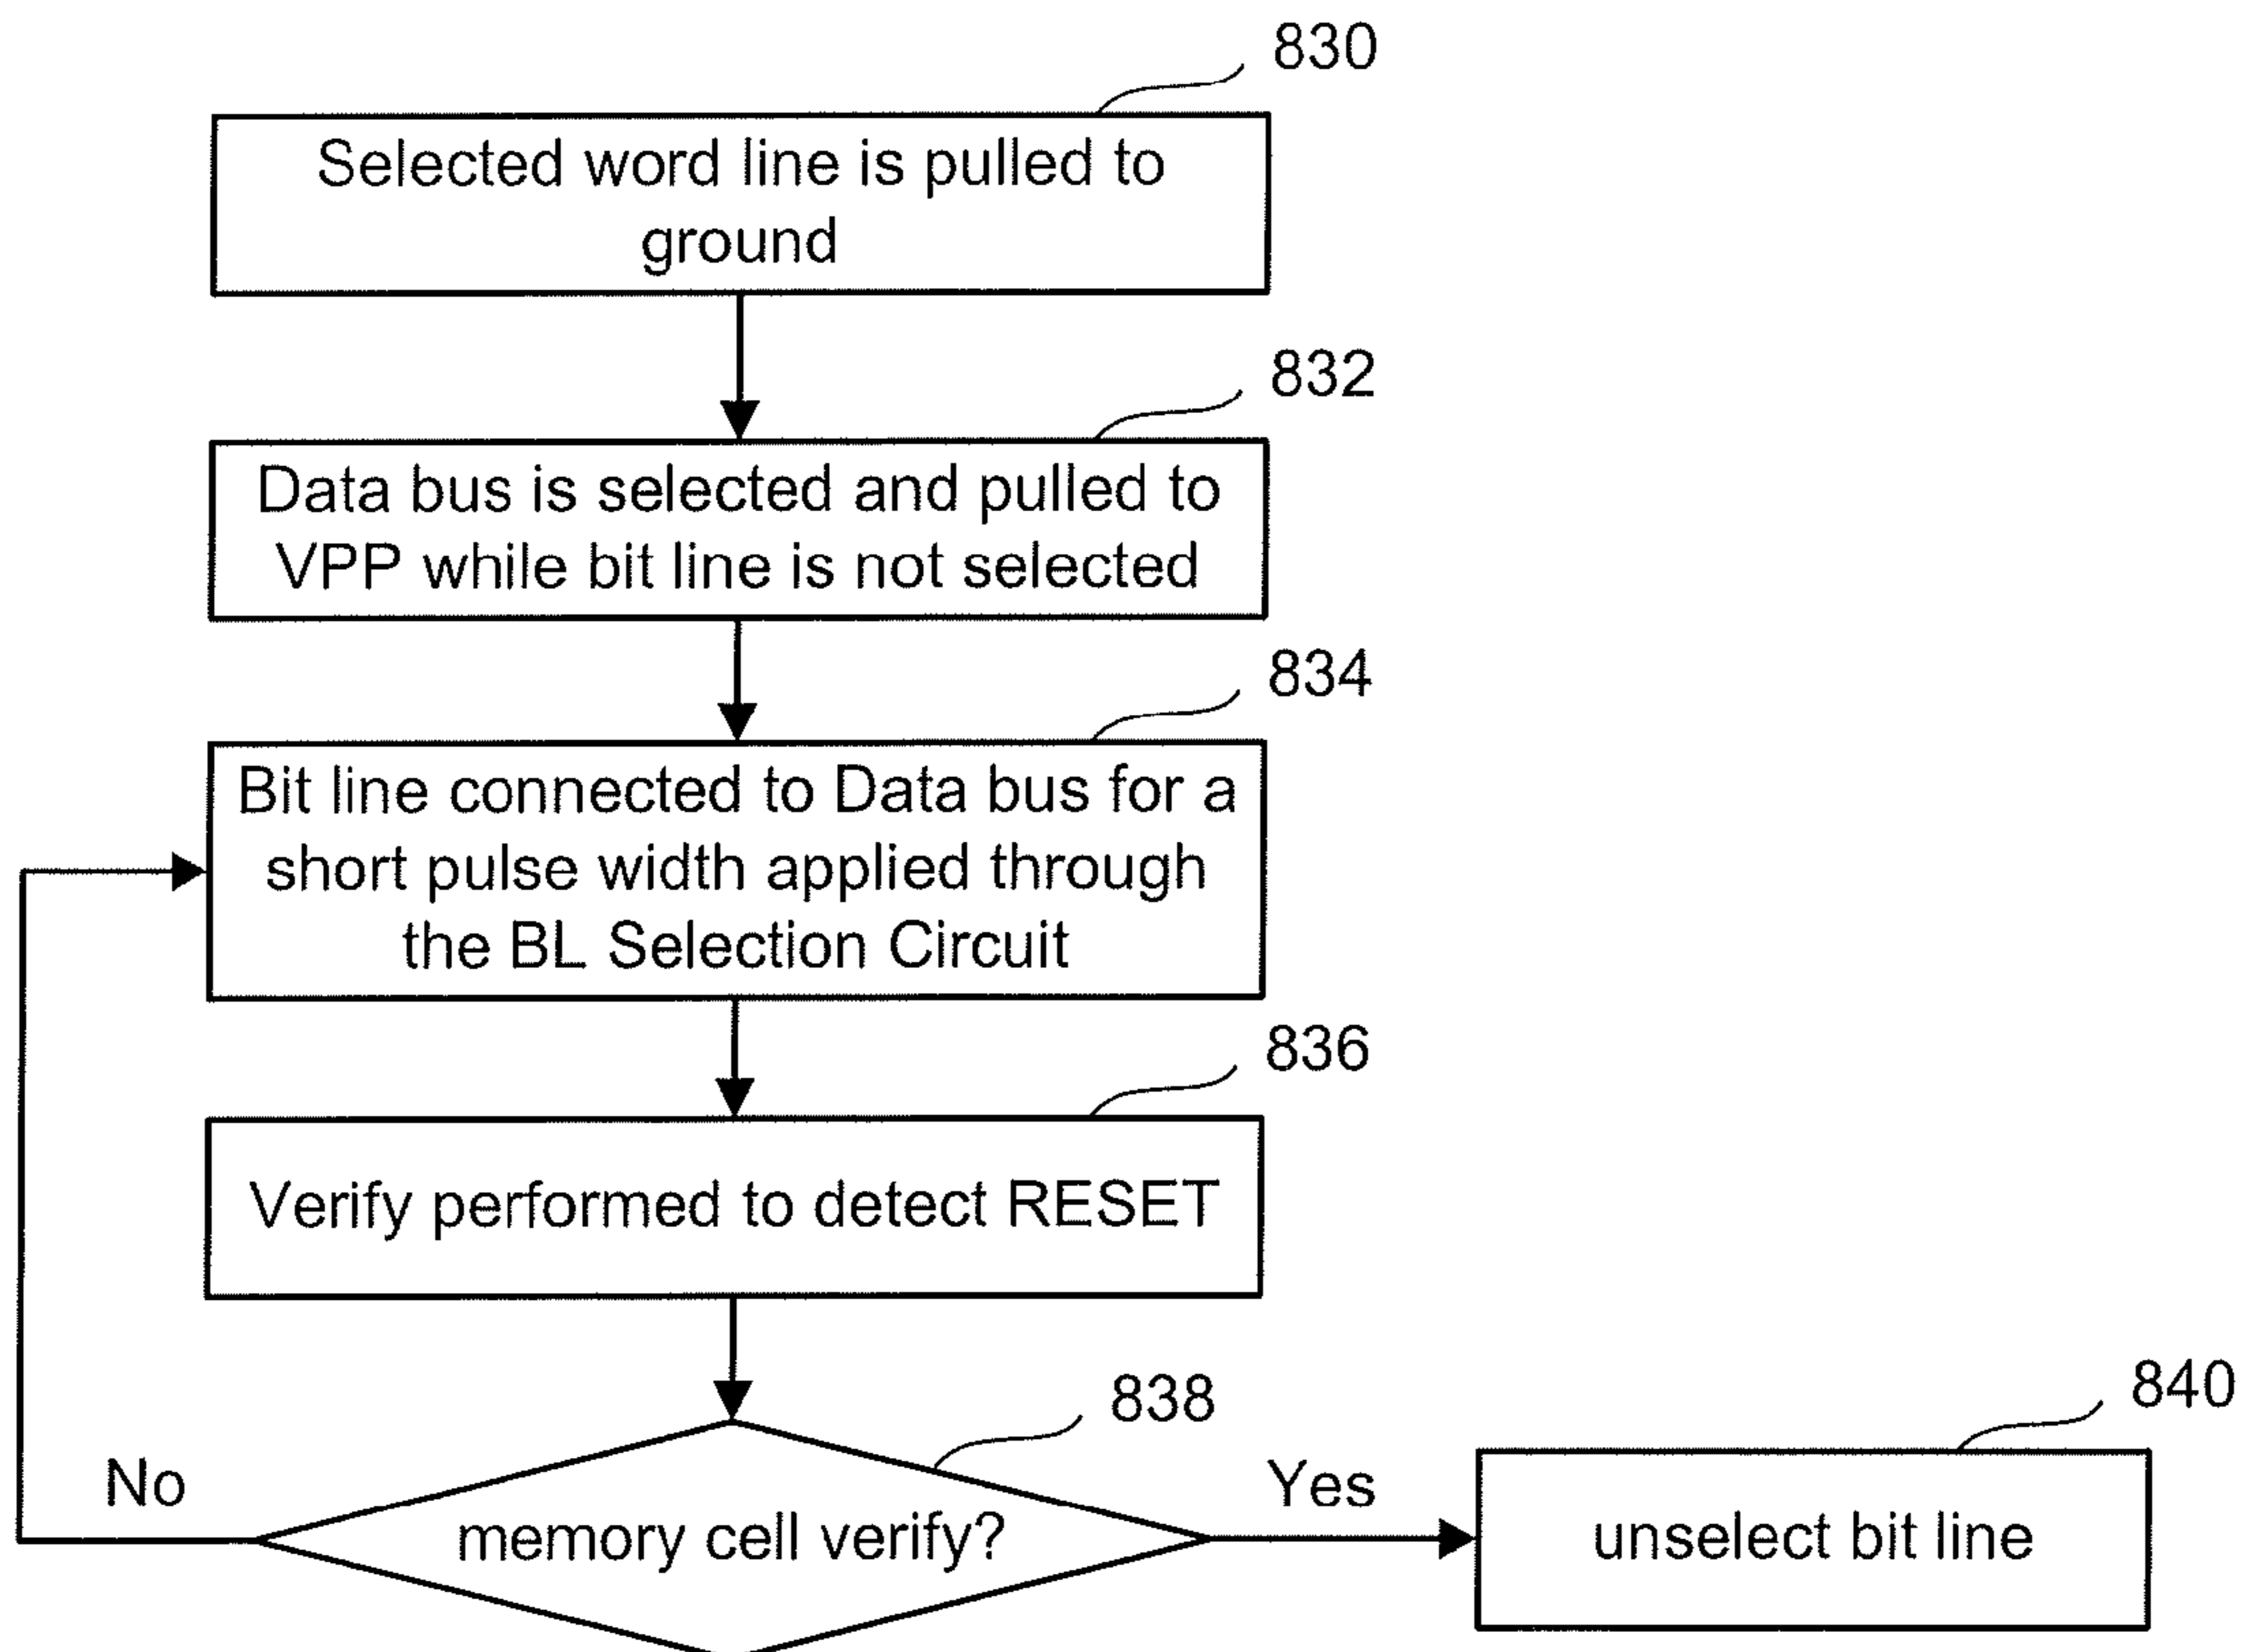 830
Selected word line is pulled to
ground
832
Data bus is selected and pulled to
VPP while bit line is not selected
834
Bit line connected to Data bus for a
short pulse width applied through
the BL Selection Circuit
836
Verify performed to detect RESET
838
840
No
Yes
memory cell verify?
unselect bit line